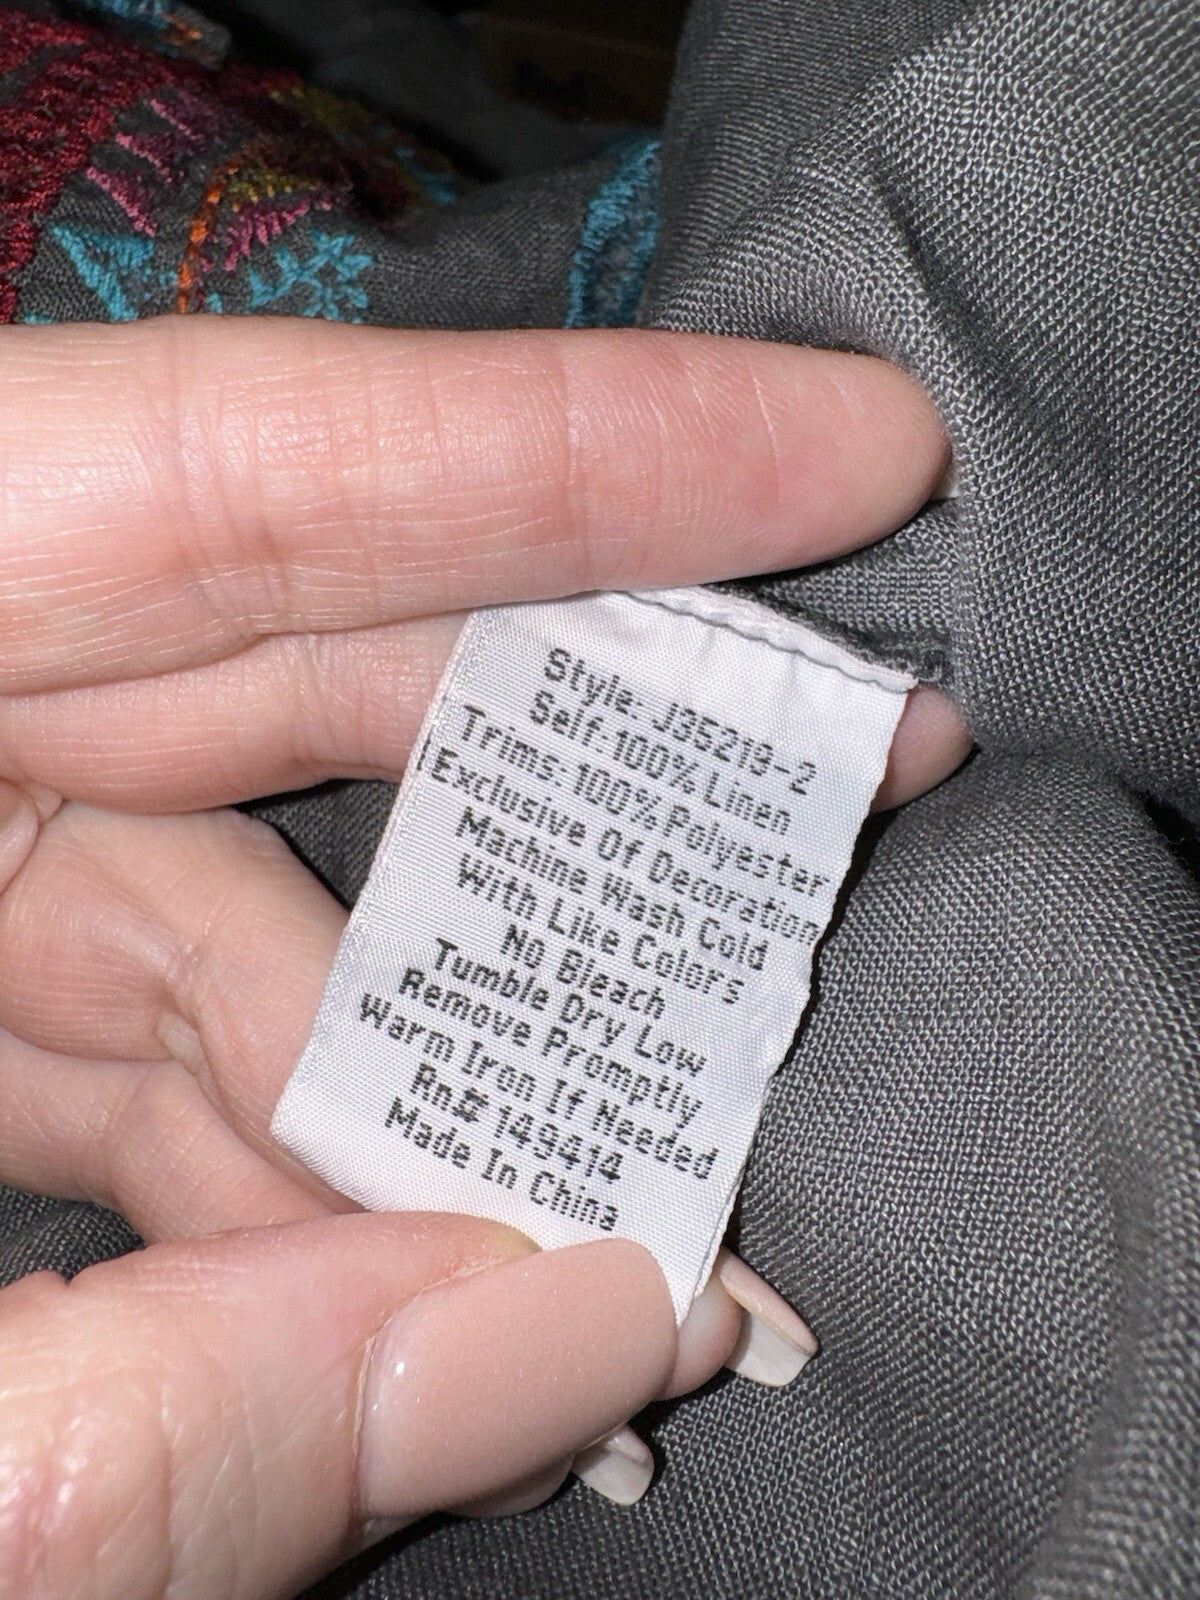 Style: J35219-2
Self: 100% Linen
Trims: 100% Polyester
Exclusive Of Decoration
Machine Wash Cold
With Like Colors
No Bleach
Tumble Dry Low
Remove Promptly
Warm Iron If Needed
Rn# 149414
Made In China